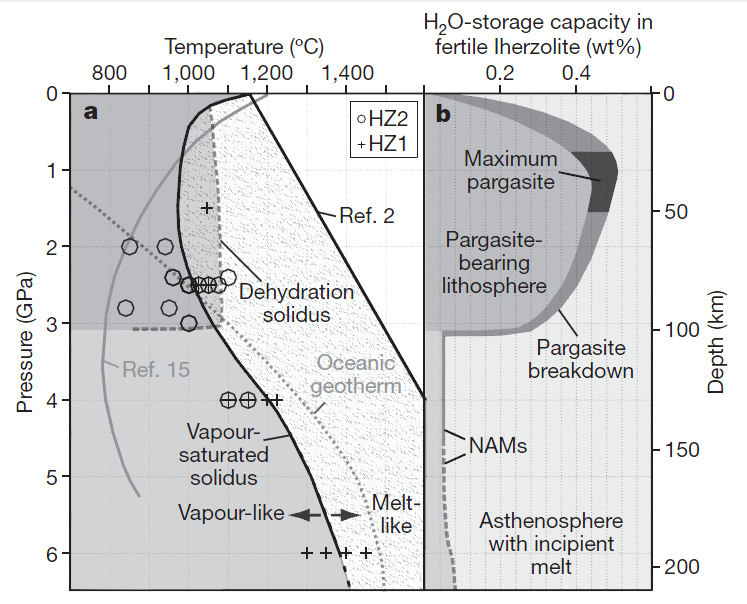 H₂O-storage capacity in
fertile lherzolite (wt%)
Temperature (ºC)
800 1,000 1,200 1,400
0.2 0.4
a
b
HZ2
HZ1
Maximum
pargasite
Ref. 2
Pargasite-
bearing
lithosphere
Dehydration
solidus
Pargasite
breakdown
Ref. 15
Oceanic
geotherm
Vapour-
saturated
solidus
NAMs
Vapour-like
Melt-
like
Asthenosphere
with incipient
melt
Pressure (GPa)
0
1
2
3
4
5
6
Depth (km)
0
50
100
150
200